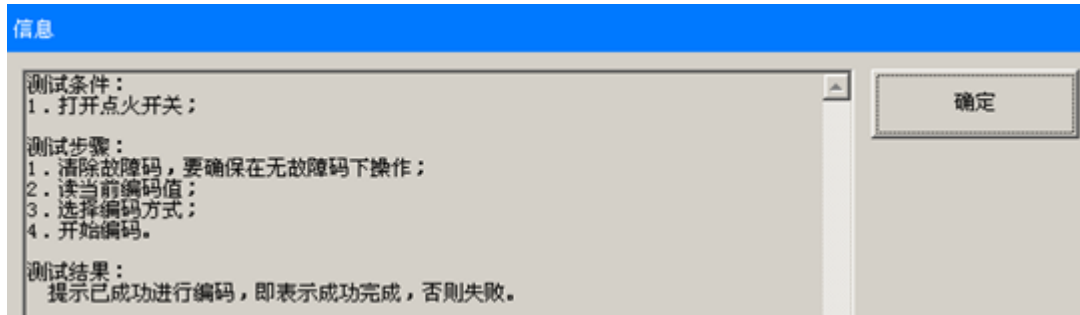 信息
测试条件：
1．打开点火开关；
确定
测试步骤：
1．清除故障码，要确保在无故障码下操作；
2．读当前编码值；
3．选择编码方式；
4．开始编码。
测试结果：
提示已成功进行编码，即表示成功完成，否则失败。